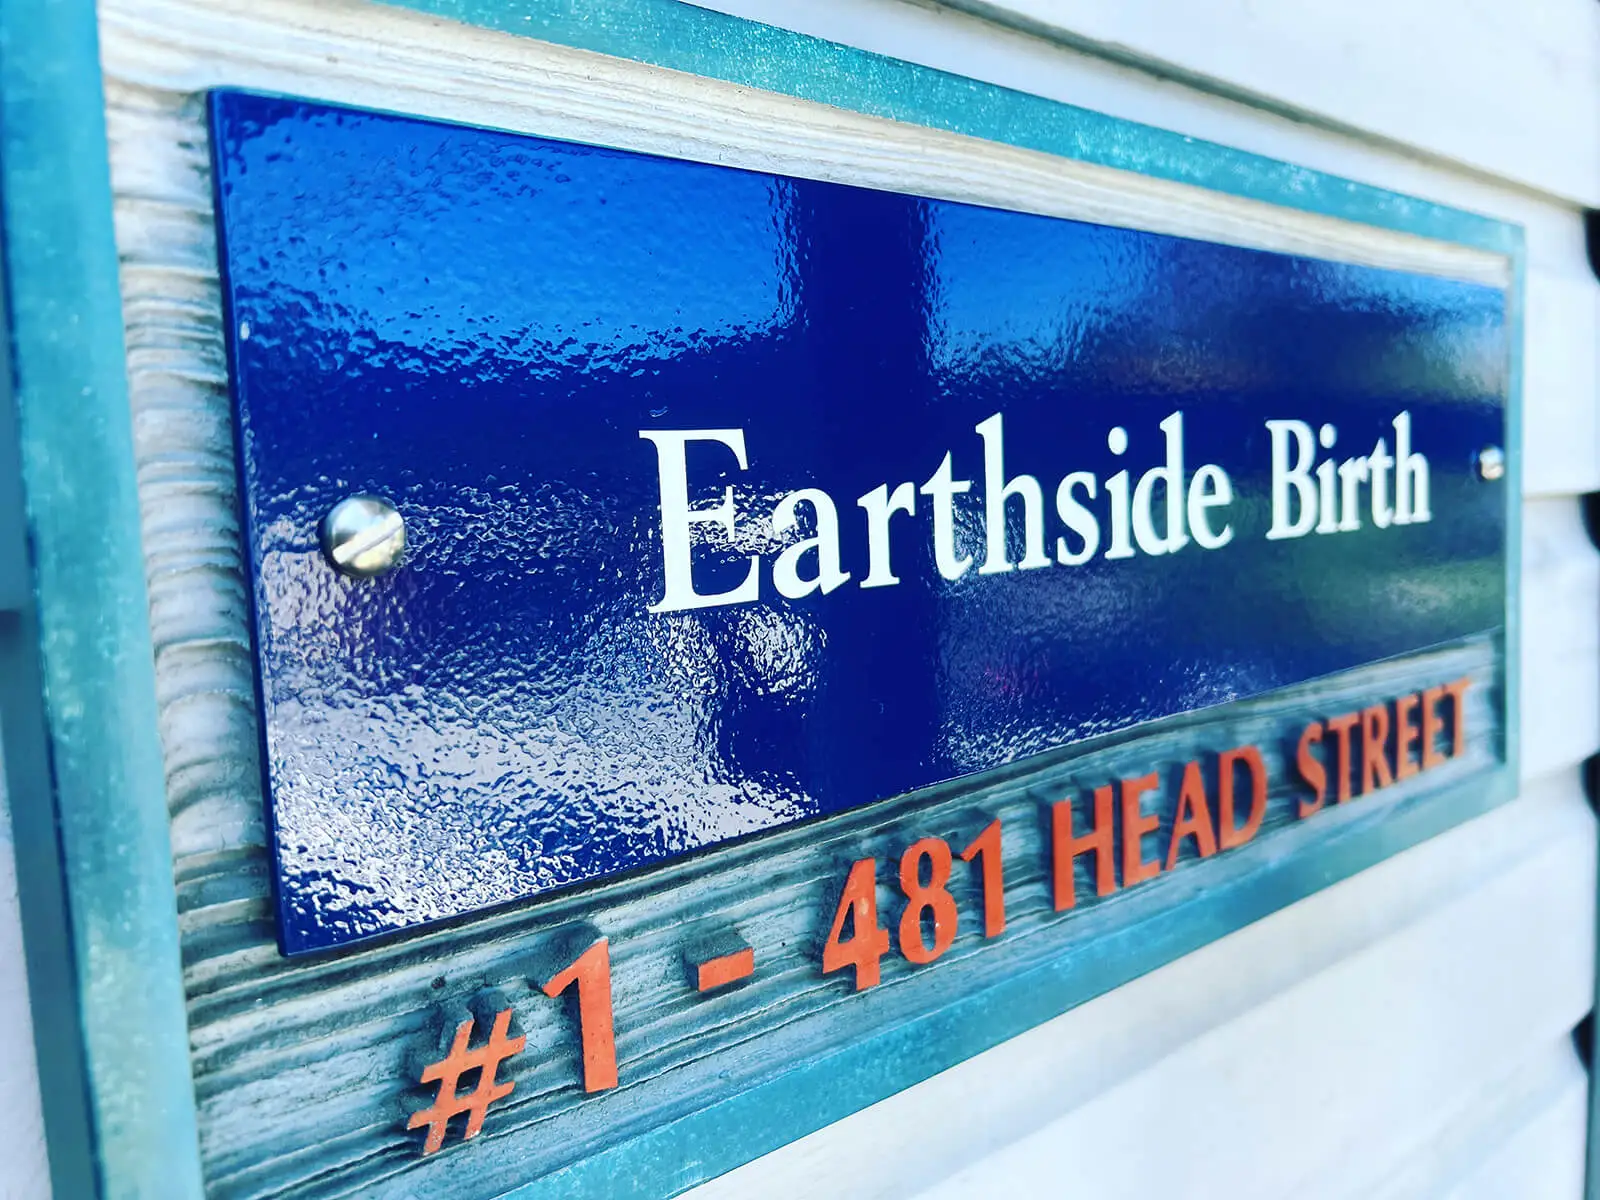 Earthside Birth
#1 - 481 HEAD STREET